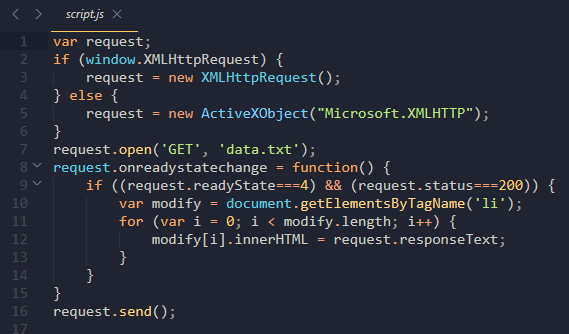 script.js
1 var request;
2 if (window.XMLHttpRequest) {
3     request = new XMLHttpRequest();
4 } else {
5     request = new ActiveXObject("Microsoft.XMLHTTP");
6 }
7 request.open('GET', 'data.txt');
8 request.onreadystatechange = function() {
9     if ((request.readyState===4) && (request.status===200)) {
10         var modify = document.getElementsByTagName('li');
11         for (var i = 0; i < modify.length; i++) {
12             modify[i].innerHTML = request.responseText;
13         }
14     }
15 }
16 request.send();
17